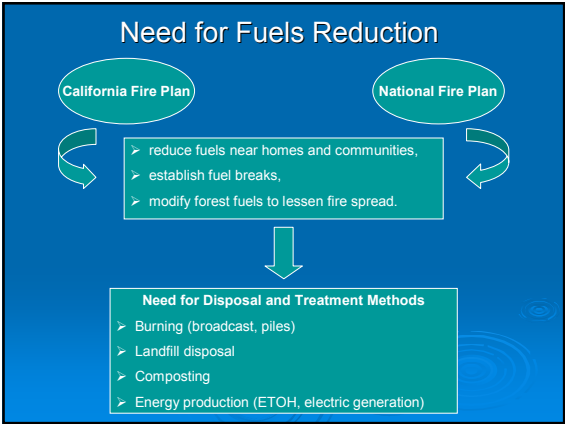 Need for Fuels Reduction
California Fire Plan
National Fire Plan
➢ reduce fuels near homes and communities,
➢ establish fuel breaks,
➢ modify forest fuels to lessen fire spread.
Need for Disposal and Treatment Methods
➢ Burning (broadcast, piles)
➢ Landfill disposal
➢ Composting
➢ Energy production (ETOH, electric generation)